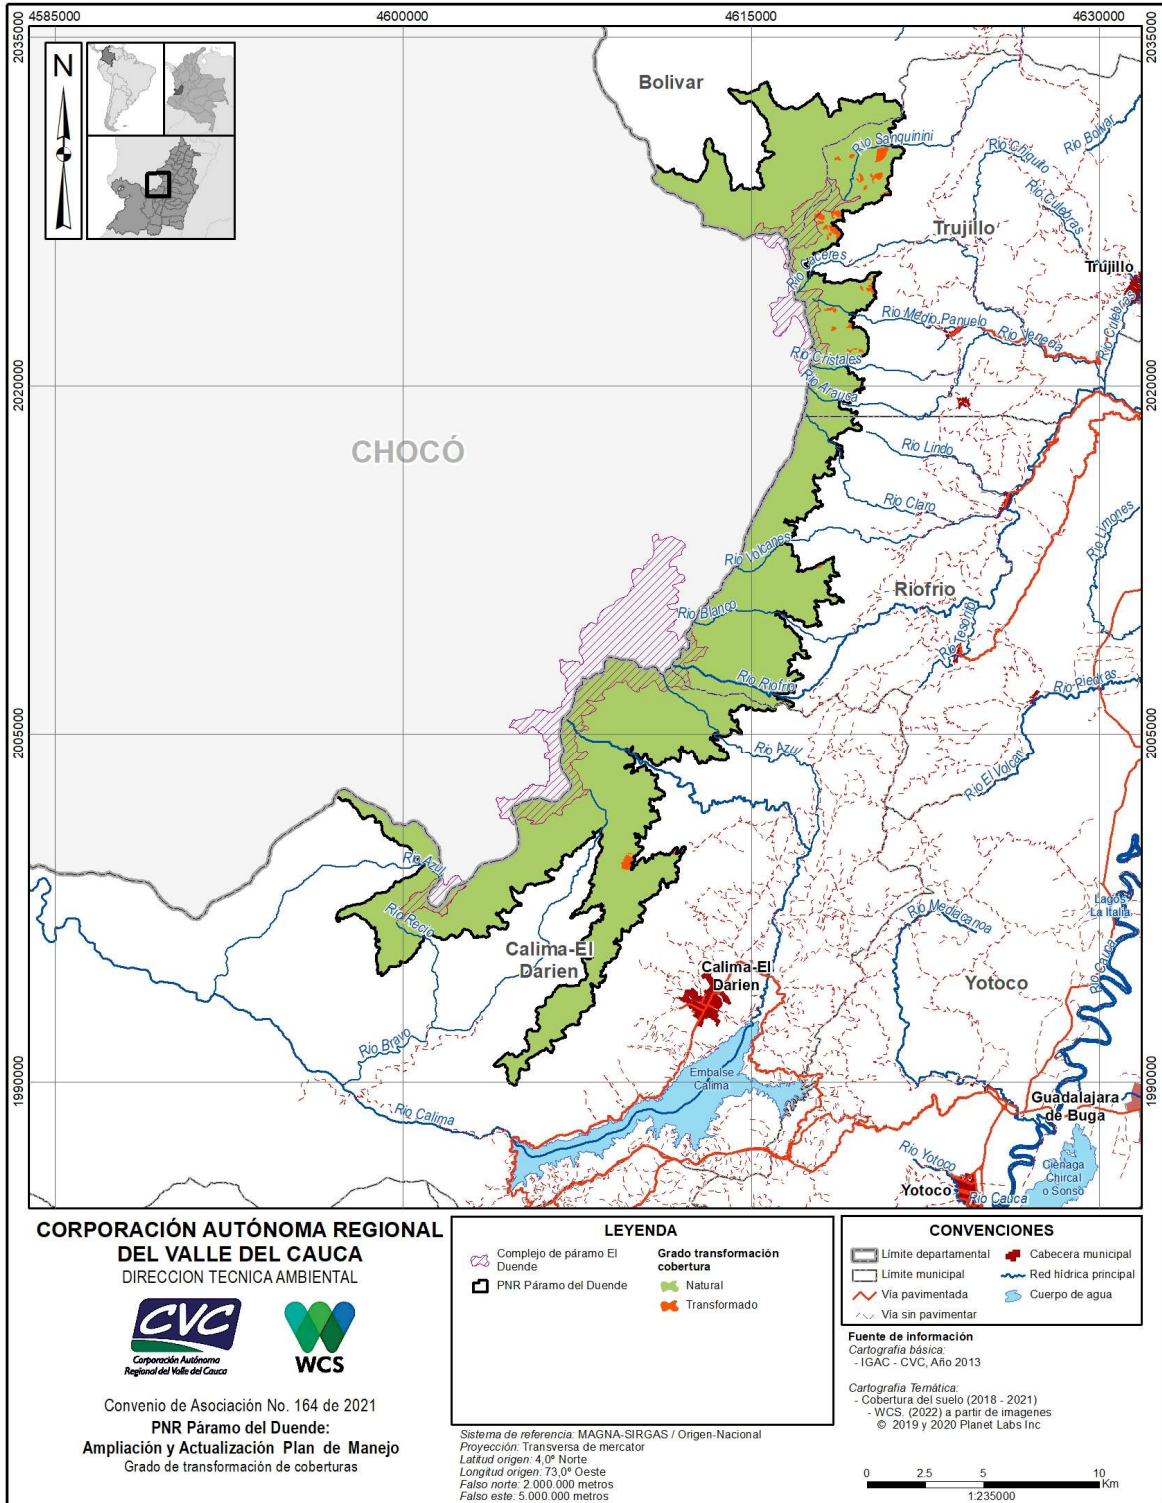 4585000
4600000
4615000
4630000
2035000
2035000
N
Bolivar
Rio Sanquinini
Rio Chiquito
Rio Bolivar
Rio Culebras
Trujillo
Rio Caceres
Trujillo
Rio Medio Panuelo
Rio Culebras
Rio Cristales
Rio Arauca
2020000
2020000
CHOCÓ
Rio Lindo
Rio Claro
Rio Limones
Rio Volcanes
Riofrio
Rio Blanco
Rio Tesorito
Rio Riofrio
Rio Piedras
2005000
2005000
Rio Azul
Rio El Volcan
Rio Azul
Rio Recio
Lagos
La Italia
Rio Mediacanoa
Calima-El
Darien
Calima-El
Darien
Yotoco
Rio Cauca
Rio Bravo
Embalse
Calima
1990000
1990000
Rio Calima
Guadalajara
de Buga
Rio Yotoco
Ciénaga
Chircal
o Sonso
Yotoco
Rio Cauca
CORPORACIÓN AUTÓNOMA REGIONAL
DEL VALLE DEL CAUCA
DIRECCION TECNICA AMBIENTAL
CVC
Corporación Autónoma
Regional del Valle del Cauca
WCS
Convenio de Asociación No. 164 de 2021
PNR Páramo del Duende:
Ampliación y Actualización Plan de Manejo
Grado de transformación de coberturas
LEYENDA
Complejo de páramo El
Duende
PNR Páramo del Duende
Grado transformación
cobertura
Natural
Transformado
Sistema de referencia: MAGNA-SIRGAS / Origen-Nacional
Proyección: Transversa de mercator
Latitud origen: 4,0º Norte
Longitud origen: 73,0º Oeste
Falso norte: 2.000.000 metros
Falso este: 5.000.000 metros
CONVENCIONES
Límite departamental
Límite municipal
Vía pavimentada
Vía sin pavimentar
Cabecera municipal
Red hídrica principal
Cuerpo de agua
Fuente de información
Cartografía básica:
- IGAC - CVC, Año 2013
Cartografía Temática:
- Cobertura del suelo (2018 - 2021)
- WCS. (2022) a partir de imagenes
© 2019 y 2020 Planet Labs Inc
0 2.5 5 10
Km
1:235000